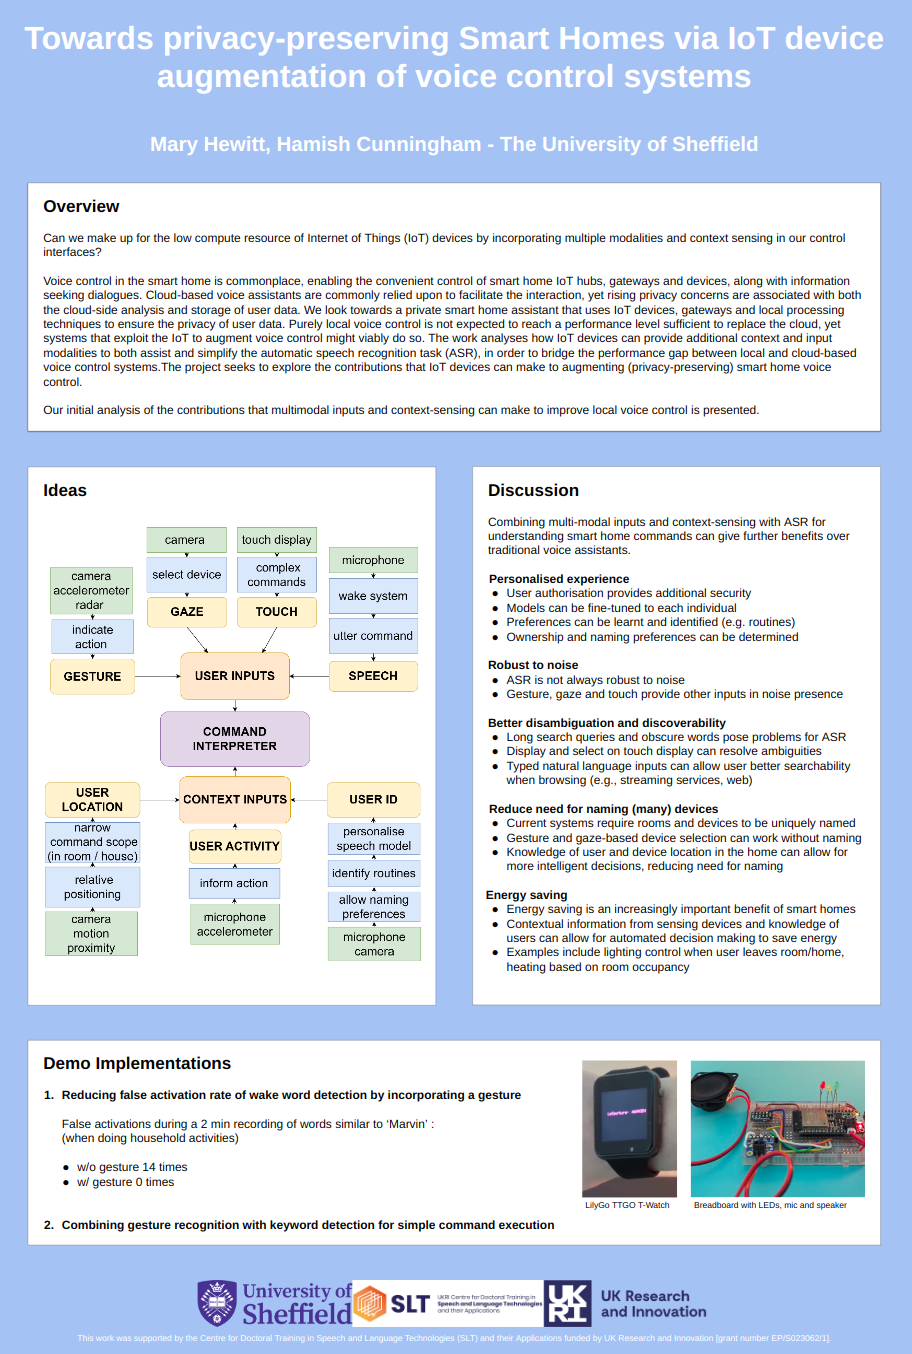 Towards privacy-preserving Smart Homes via IoT device
augmentation of voice control systems
Mary Hewitt, Hamish Cunningham - The University of Sheffield
Overview
Can we make up for the low compute resource of Internet of Things (IoT) devices by incorporating multiple modalities and context sensing in our control
interfaces?
Voice control in the smart home is commonplace, enabling the convenient control of smart home IoT hubs, gateways and devices, along with information
seeking dialogues. Cloud-based voice assistants are commonly relied upon to facilitate the interaction, yet rising privacy concerns are associated with both
the cloud-side analysis and storage of user data. We look towards a private smart home assistant that uses IoT devices, gateways and local processing
techniques to ensure the privacy of user data. Purely local voice control is not expected to reach a performance level sufficient to replace the cloud, yet
systems that exploit the IoT to augment voice control might viably do so. The work analyses how IoT devices can provide additional context and input
modalities to both assist and simplify the automatic speech recognition task (ASR), in order to bridge the performance gap between local and cloud-based
voice control systems.The project seeks to explore the contributions that IoT devices can make to augmenting (privacy-preserving) smart home voice
control.
Our initial analysis of the contributions that multimodal inputs and context-sensing can make to improve local voice control is presented.
Ideas
camera
select device
GAZE
touch display
complex
commands
TOUCH
microphone
wake system
utter command
SPEECH
camera
accelerometer
radar
indicate
action
GESTURE
USER INPUTS
COMMAND
INTERPRETER
CONTEXT INPUTS
USER
LOCATION
narrow
command scope
(in room / house)
relative
positioning
camera
motion
proximity
USER ACTIVITY
inform action
microphone
accelerometer
USER ID
personalise
speech model
identify routines
allow naming
preferences
microphone
camera
Discussion
Combining multi-modal inputs and context-sensing with ASR for
understanding smart home commands can give further benefits over
traditional voice assistants.
Personalised experience
● User authorisation provides additional security
● Models can be fine-tuned to each individual
● Preferences can be learnt and identified (e.g. routines)
● Ownership and naming preferences can be determined
Robust to noise
● ASR is not always robust to noise
● Gesture, gaze and touch provide other inputs in noise presence
Better disambiguation and discoverability
● Long search queries and obscure words pose problems for ASR
● Display and select on touch display can resolve ambiguities
● Typed natural language inputs can allow user better searchability
when browsing (e.g., streaming services, web)
Reduce need for naming (many) devices
● Current systems require rooms and devices to be uniquely named
● Gesture and gaze-based device selection can work without naming
● Knowledge of user and device location in the home can allow for
more intelligent decisions, reducing need for naming
Energy saving
● Energy saving is an increasingly important benefit of smart homes
● Contextual information from sensing devices and knowledge of
users can allow for automated decision making to save energy
● Examples include lighting control when user leaves room/home,
heating based on room occupancy
Demo Implementations
1. Reducing false activation rate of wake word detection by incorporating a gesture
False activations during a 2 min recording of words similar to ‘Marvin’ :
(when doing household activities)
● w/o gesture 14 times
● w/ gesture 0 times
2. Combining gesture recognition with keyword detection for simple command execution
LilyGo TTGO T-Watch
Breadboard with LEDs, mic and speaker
University of
Sheffield
SLT
UKRI Centre for Doctoral Training in
Speech and Language Technologies
and their Applications
UKRI
UK Research
and Innovation
This work was supported by the Centre for Doctoral Training in Speech and Language Technologies (SLT) and their Applications funded by UK Research and Innovation [grant number EP/S023062/1].